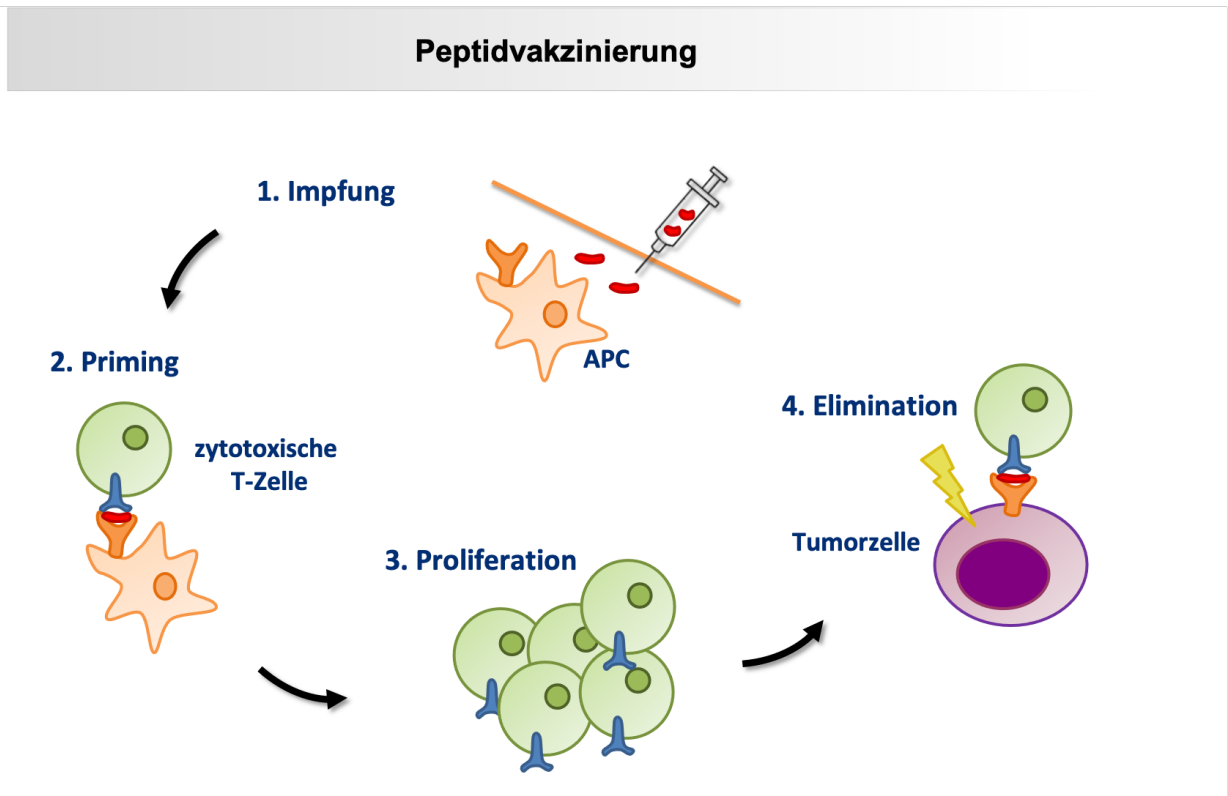 Peptidvakzinierung
1. Impfung
APC
2. Priming
zytotoxische
T-Zelle
3. Proliferation
4. Elimination
Tumorzelle